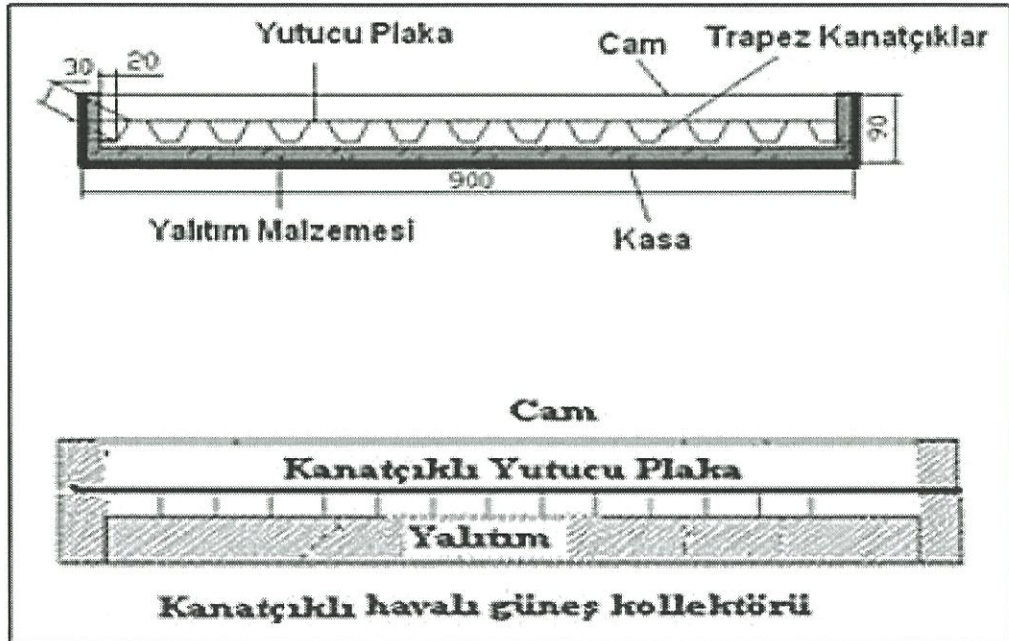 Yutucu Plaka
Cam
Trapez Kanatçıklar
30
20
90
900
Yalıtım Malzemesi
Kasa
Cam
Kanatçıklı Yutucu Plaka
Yalıtım
Kanatçıklı havalı güneş kollektörü